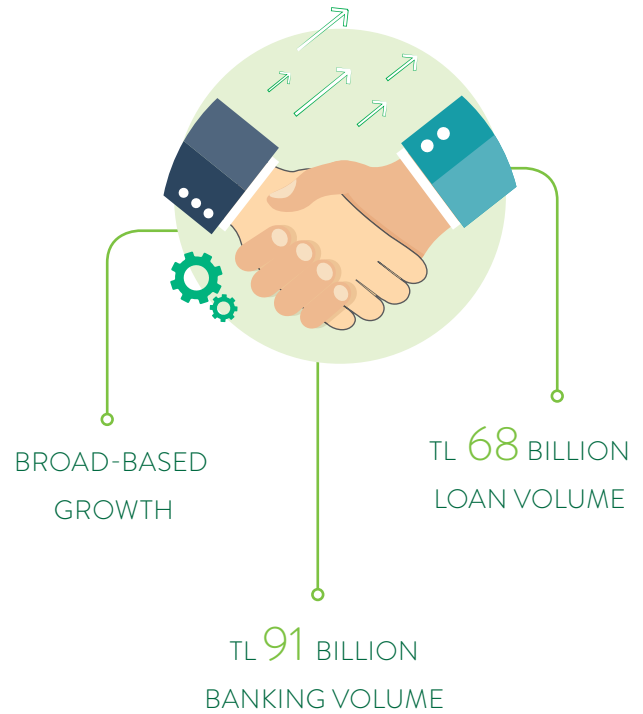 BROAD-BASED
GROWTH
TL 68 BILLION
LOAN VOLUME
TL 91 BILLION
BANKING VOLUME